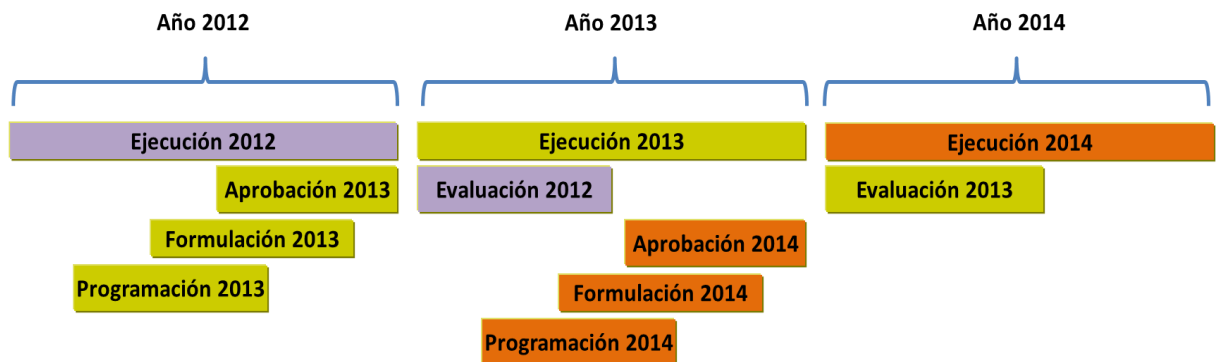 Año 2012
Año 2013
Año 2014
Ejecución 2012
Ejecución 2013
Ejecución 2014
Aprobación 2013
Evaluación 2012
Evaluación 2013
Formulación 2013
Aprobación 2014
Programación 2013
Formulación 2014
Programación 2014